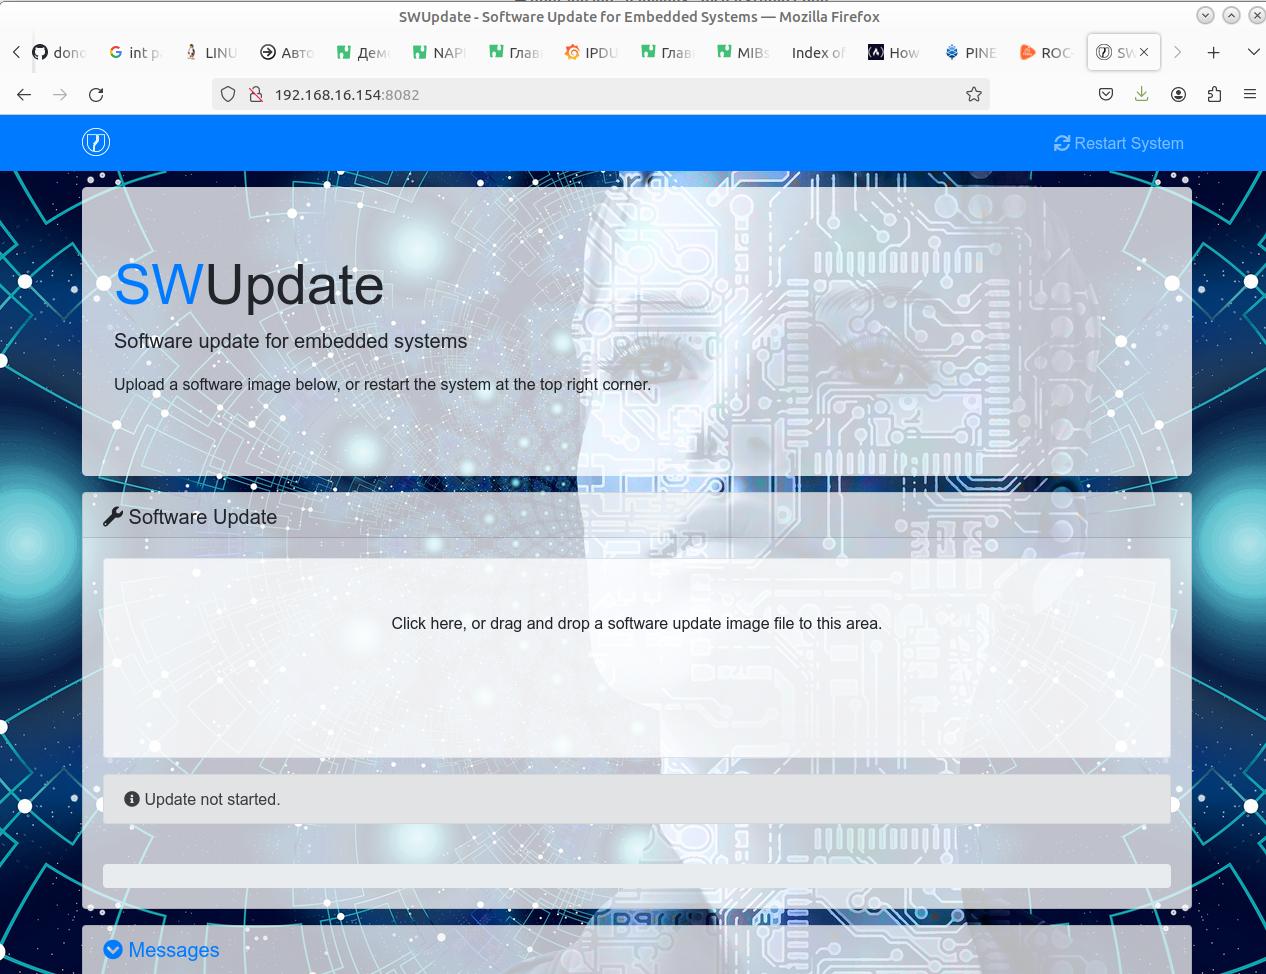 SWUpdate - Software Update for Embedded Systems — Mozilla Firefox
dono int p LINU Авто Дем NAPI Глав IPDU Глав MIBs Index of How PINE ROC- SW
192.168.16.154:8082
Restart System
SWUpdate
Software update for embedded systems
Upload a software image below, or restart the system at the top right corner.
Software Update
Click here, or drag and drop a software update image file to this area.
Update not started.
Messages